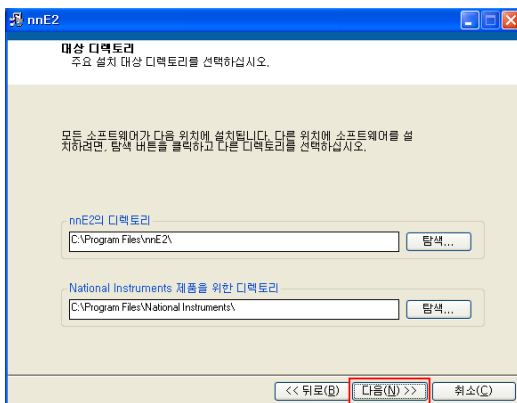 nnE2
대상 디렉토리
주요 설치 대상 디렉토리를 선택하십시오.
모든 소프트웨어가 다음 위치에 설치됩니다. 다른 위치에 소프트웨어를 설
치하려면, 탐색 버튼을 클릭하고 다른 디렉토리를 선택하십시오.
nnE2의 디렉토리
C:\Program Files\nnE2\
탐색...
National Instruments 제품을 위한 디렉토리
C:\Program Files\National Instruments\
탐색...
<< 뒤로(B) 다음(N) >> 취소(C)